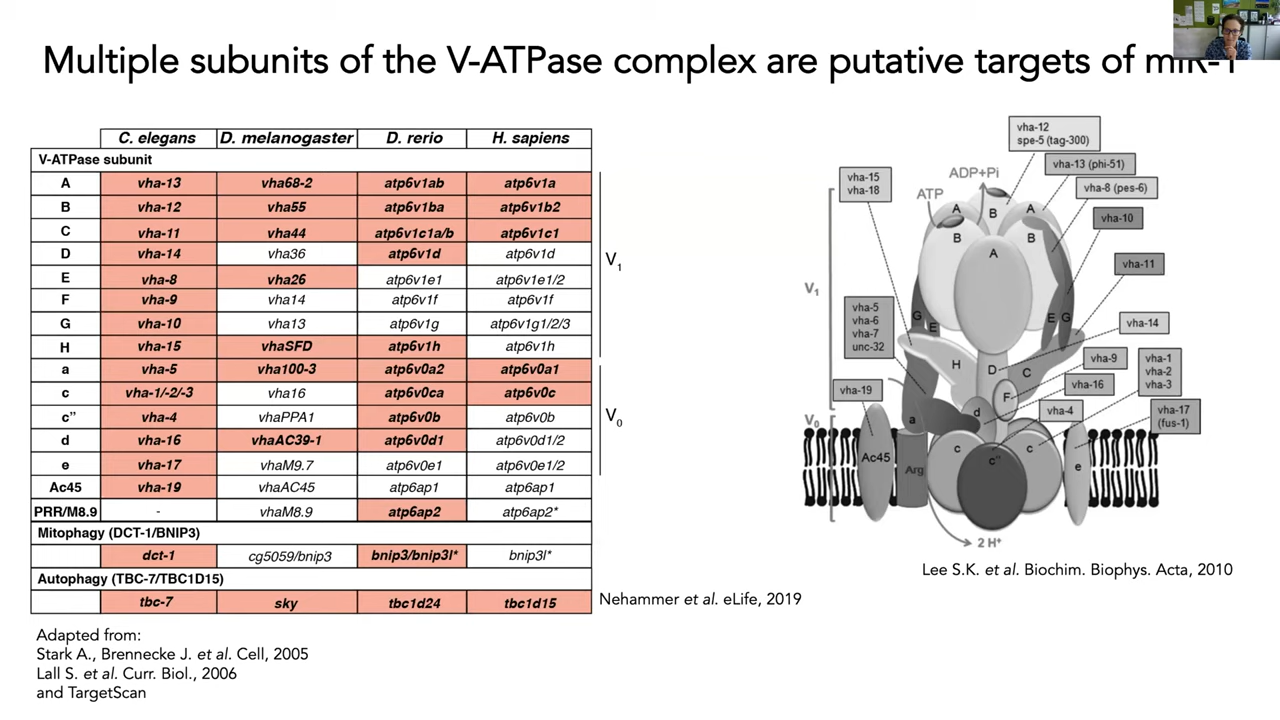 Multiple subunits of the V-ATPase complex are putative targets of miR-1
C. elegans D. melanogaster D. rerio H. sapiens
V-ATPase subunit
A vha-13 vha68-2 atp6v1ab atp6v1a
B vha-12 vha55 atp6v1ba atp6v1b2
C vha-11 vha44 atp6v1c1a/b atp6v1c1
D vha-14 vha36 atp6v1d atp6v1d
E vha-8 vha26 atp6v1e1 atp6v1e1/2
F vha-9 vha14 atp6v1f atp6v1f
G vha-10 vha13 atp6v1g atp6v1g1/2/3
H vha-15 vhaSFD atp6v1h atp6v1h
a vha-5 vha100-3 atp6v0a2 atp6v0a1
c vha-1/-2/-3 vha16 atp6v0ca atp6v0c
c” vha-4 vhaPPA1 atp6v0b atp6v0b
d vha-16 vhaAC39-1 atp6v0d1 atp6v0d1/2
e vha-17 vhaM9.7 atp6v0e1 atp6v0e1/2
Ac45 vha-19 vhaAC45 atp6ap1 atp6ap1
PRR/M8.9 - vhaM8.9 atp6ap2 atp6ap2*
Mitophagy (DCT-1/BNIP3)
dct-1 cg5059/bnip3 bnip3/bnip3l* bnip3l*
Autophagy (TBC-7/TBC1D15)
tbc-7 sky tbc1d24 tbc1d15
V1
V0
Nehammer et al. eLife, 2019
Adapted from:
Stark A., Brennecke J. et al. Cell, 2005
Lall S. et al. Curr. Biol., 2006
and TargetScan
vha-12
spe-5 (tag-300)
vha-13 (phi-51)
vha-15
vha-18
ADP+Pi
ATP
vha-8 (pes-6)
vha-10
A B A
B B
A
vha-11
V1
vha-5
vha-6
vha-7
unc-32
G E E G
vha-14
H D C
vha-9
vha-1
vha-2
vha-3
vha-16
vha-19
F
d
a
vha-4
vha-17
(fus-1)
V0
Ac45 Arg c c” c e
2 H+
Lee S.K. et al. Biochim. Biophys. Acta, 2010